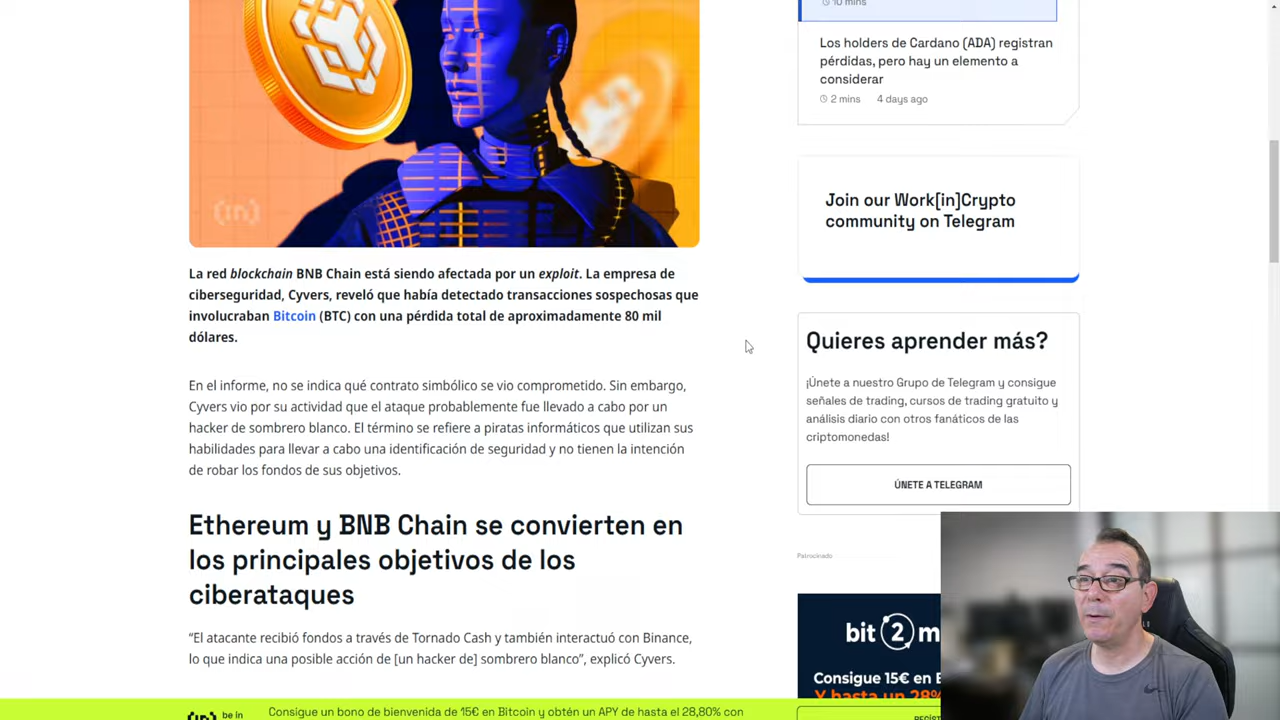 (in)
La red blockchain BNB Chain está siendo afectada por un exploit. La empresa de
ciberseguridad, Cyvers, reveló que había detectado transacciones sospechosas que
involucraban Bitcoin (BTC) con una pérdida total de aproximadamente 80 mil
dólares.
En el informe, no se indica qué contrato simbólico se vio comprometido. Sin embargo,
Cyvers vio por su actividad que el ataque probablemente fue llevado a cabo por un
hacker de sombrero blanco. El término se refiere a piratas informáticos que utilizan sus
habilidades para llevar a cabo una identificación de seguridad y no tienen la intención
de robar los fondos de sus objetivos.
Ethereum y BNB Chain se convierten en
los principales objetivos de los
ciberataques
“El atacante recibió fondos a través de Tornado Cash y también interactuó con Binance,
lo que indica una posible acción de [un hacker de] sombrero blanco”, explicó Cyvers.
10 mins
Los holders de Cardano (ADA) registran
pérdidas, pero hay un elemento a
considerar
2 mins 4 days ago
Join our Work[in]Crypto
community on Telegram
Quieres aprender más?
¡Únete a nuestro Grupo de Telegram y consigue
señales de trading, cursos de trading gratuito y
análisis diario con otros fanáticos de las
criptomonedas!
ÚNETE A TELEGRAM
Patrocinado
bit 2 m
Consigue 15€ en
Y hasta un 28%
be in
Consigue un bono de bienvenida de 15€ en Bitcoin y obtén un APY de hasta el 28,80% con